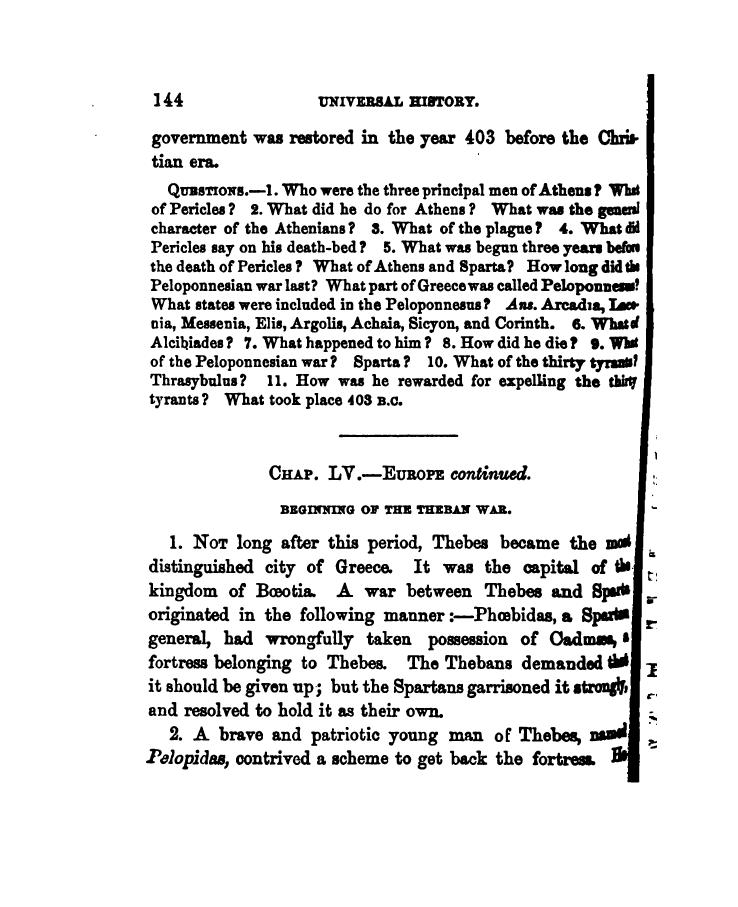 144 UNIVERSAL HISTORY.
government was restored in the year 403 before the Chris-
tian era.
QUESTIONS.—1. Who were the three principal men of Athens? What
of Pericles? 2. What did he do for Athens? What was the general
character of the Athenians? 3. What of the plague? 4. What did
Pericles say on his death-bed? 5. What was begun three years before
the death of Pericles? What of Athens and Sparta? How long did the
Peloponnesian war last? What part of Greece was called Peloponnesus?
What states were included in the Peloponnesus? Ans. Arcadia, Laco-
nia, Messenia, Elis, Argolis, Achaia, Sicyon, and Corinth. 6. What of
Alcibiades? 7. What happened to him? 8. How did he die? 9. What
of the Peloponnesian war? Sparta? 10. What of the thirty tyrants?
Thrasybulus? 11. How was he rewarded for expelling the thirty
tyrants? What took place 403 B.C.
CHAP. LV.—EUROPE continued.
BEGINNING OF THE THEBAN WAR.
1. NOT long after this period, Thebes became the most
distinguished city of Greece. It was the capital of the
kingdom of Bœotia. A war between Thebes and Sparta
originated in the following manner:—Phœbidas, a Spartan
general, had wrongfully taken possession of Cadmæa, a
fortress belonging to Thebes. The Thebans demanded that
it should be given up; but the Spartans garrisoned it strongly,
and resolved to hold it as their own.
2. A brave and patriotic young man of Thebes, named
Pelopidas, contrived a scheme to get back the fortress. He